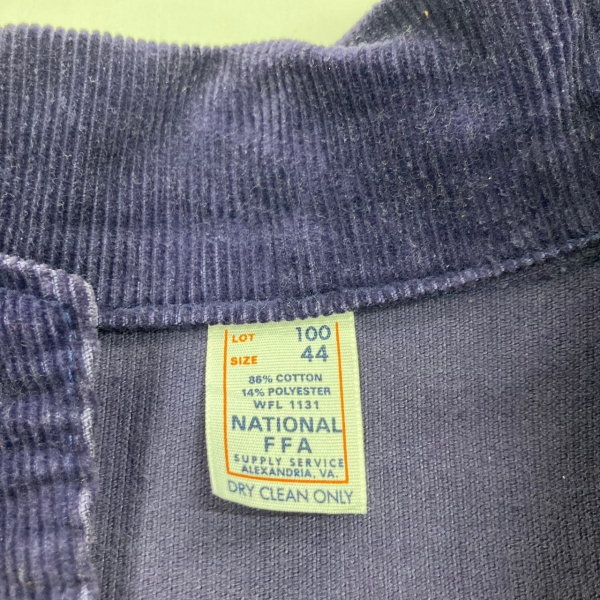 LOT 100
SIZE 44
86% COTTON
14% POLYESTER
WFL 1131
NATIONAL
FFA
SUPPLY SERVICE
ALEXANDRIA, VA.
DRY CLEAN ONLY